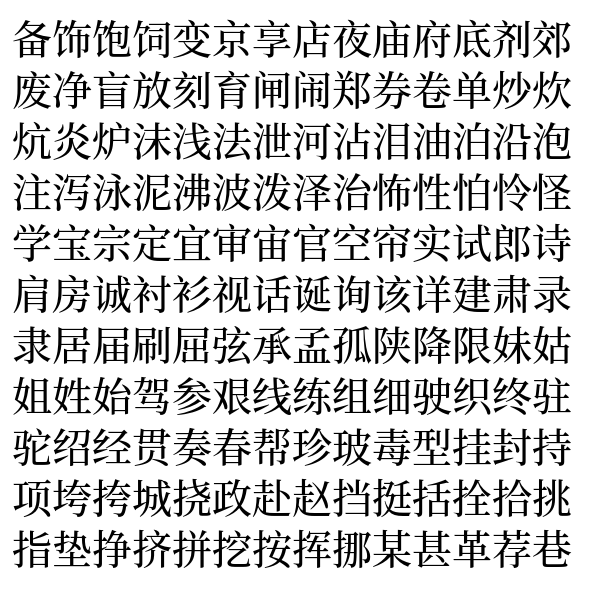 备饰饱饲变京享店夜庙府底剂郊
废净盲放刻育闸闹郑券卷单炒炊
炕炎炉沫浅法泄河沾泪油泊沿泡
注泻泳泥沸波泼泽治怖性怕怜怪
学宝宗定宜审宙官空帘实试郎诗
肩房诚衬衫视话诞询该详建肃录
隶居届刷屈弦承孟孤陕降限妹姑
姐姓始驾参艰线练组细驶织终驻
驼绍经贯奏春帮珍玻毒型挂封持
项垮挎城挠政赴赵挡挺括拴拾挑
指垫挣挤拼挖按挥挪某甚革荐巷